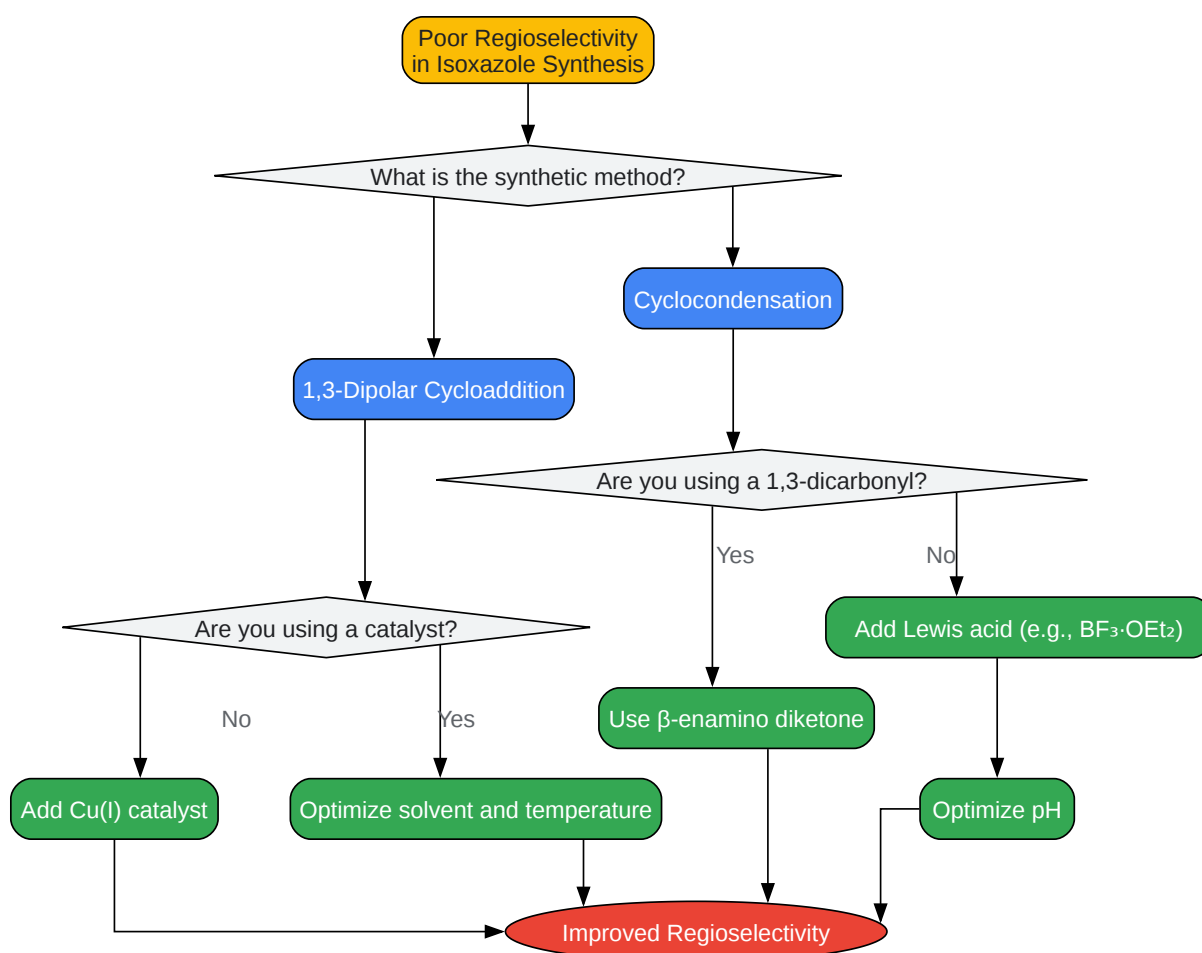 Poor Regioselectivity
in Isoxazole Synthesis
What is the synthetic method?
Cyclocondensation
1,3-Dipolar Cycloaddition
Are you using a 1,3-dicarbonyl?
Yes
No
Are you using a catalyst?
Add Lewis acid (e.g., BF₃·OEt₂)
No
Yes
Use β-enamino diketone
Add Cu(I) catalyst
Optimize solvent and temperature
Optimize pH
Improved Regioselectivity